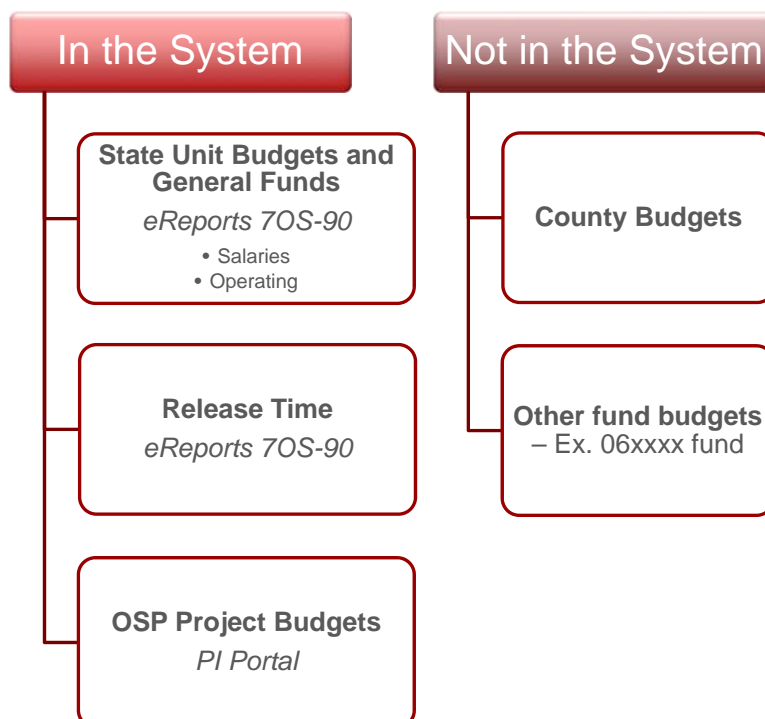 In the System
State Unit Budgets and
General Funds
eReports 7OS-90
• Salaries
• Operating
Release Time
eReports 7OS-90
OSP Project Budgets
PI Portal
Not in the System
County Budgets
Other fund budgets
– Ex. 06xxxx fund